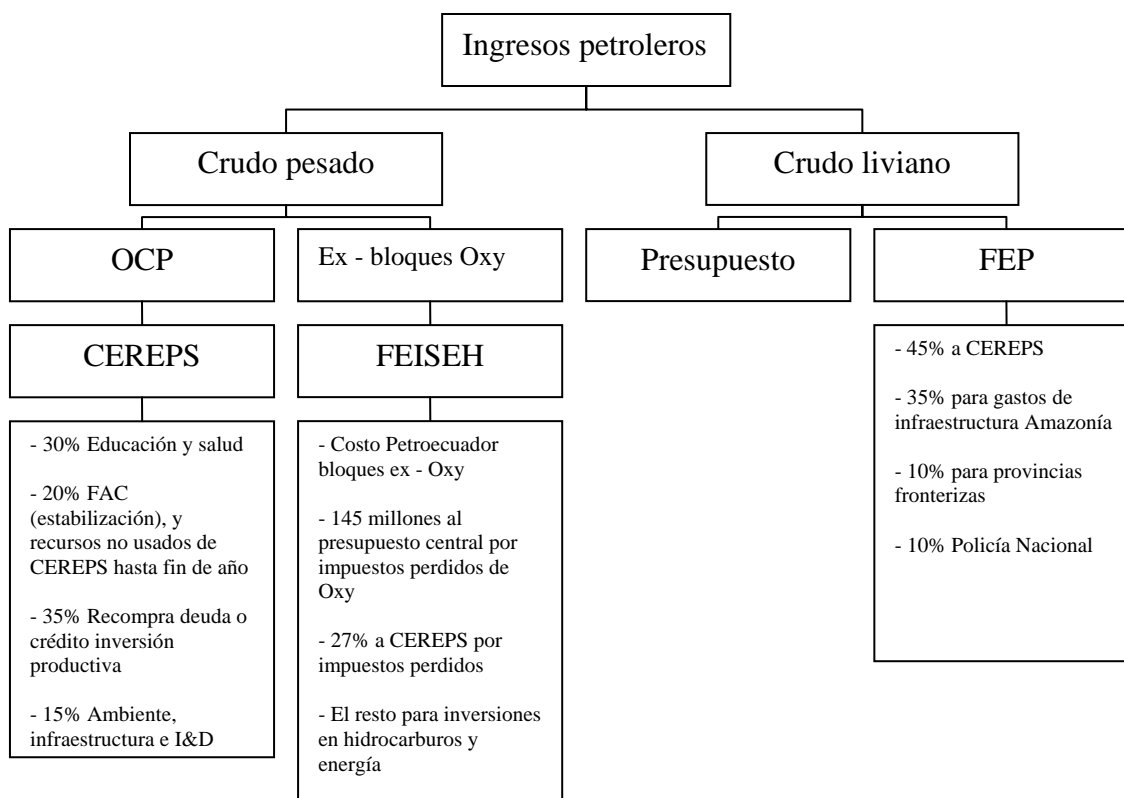 Ingresos petroleros
Crudo pesado
Crudo liviano
OCP
Ex - bloques Oxy
Presupuesto
FEP
CEREPS
FEISEH
- 30% Educación y salud
- 20% FAC
(estabilización), y
recursos no usados de
CEREPS hasta fin de año
- 35% Recompra deuda o
crédito inversión
productiva
- 15% Ambiente,
infraestructura e I&D
- Costo Petroecuador
bloques ex - Oxy
- 145 millones al
presupuesto central por
impuestos perdidos de
Oxy
- 27% a CEREPS por
impuestos perdidos
- El resto para inversiones
en hidrocarburos y
energía
- 45% a CEREPS
- 35% para gastos de
infraestructura Amazonía
- 10% para provincias
fronterizas
- 10% Policía Nacional